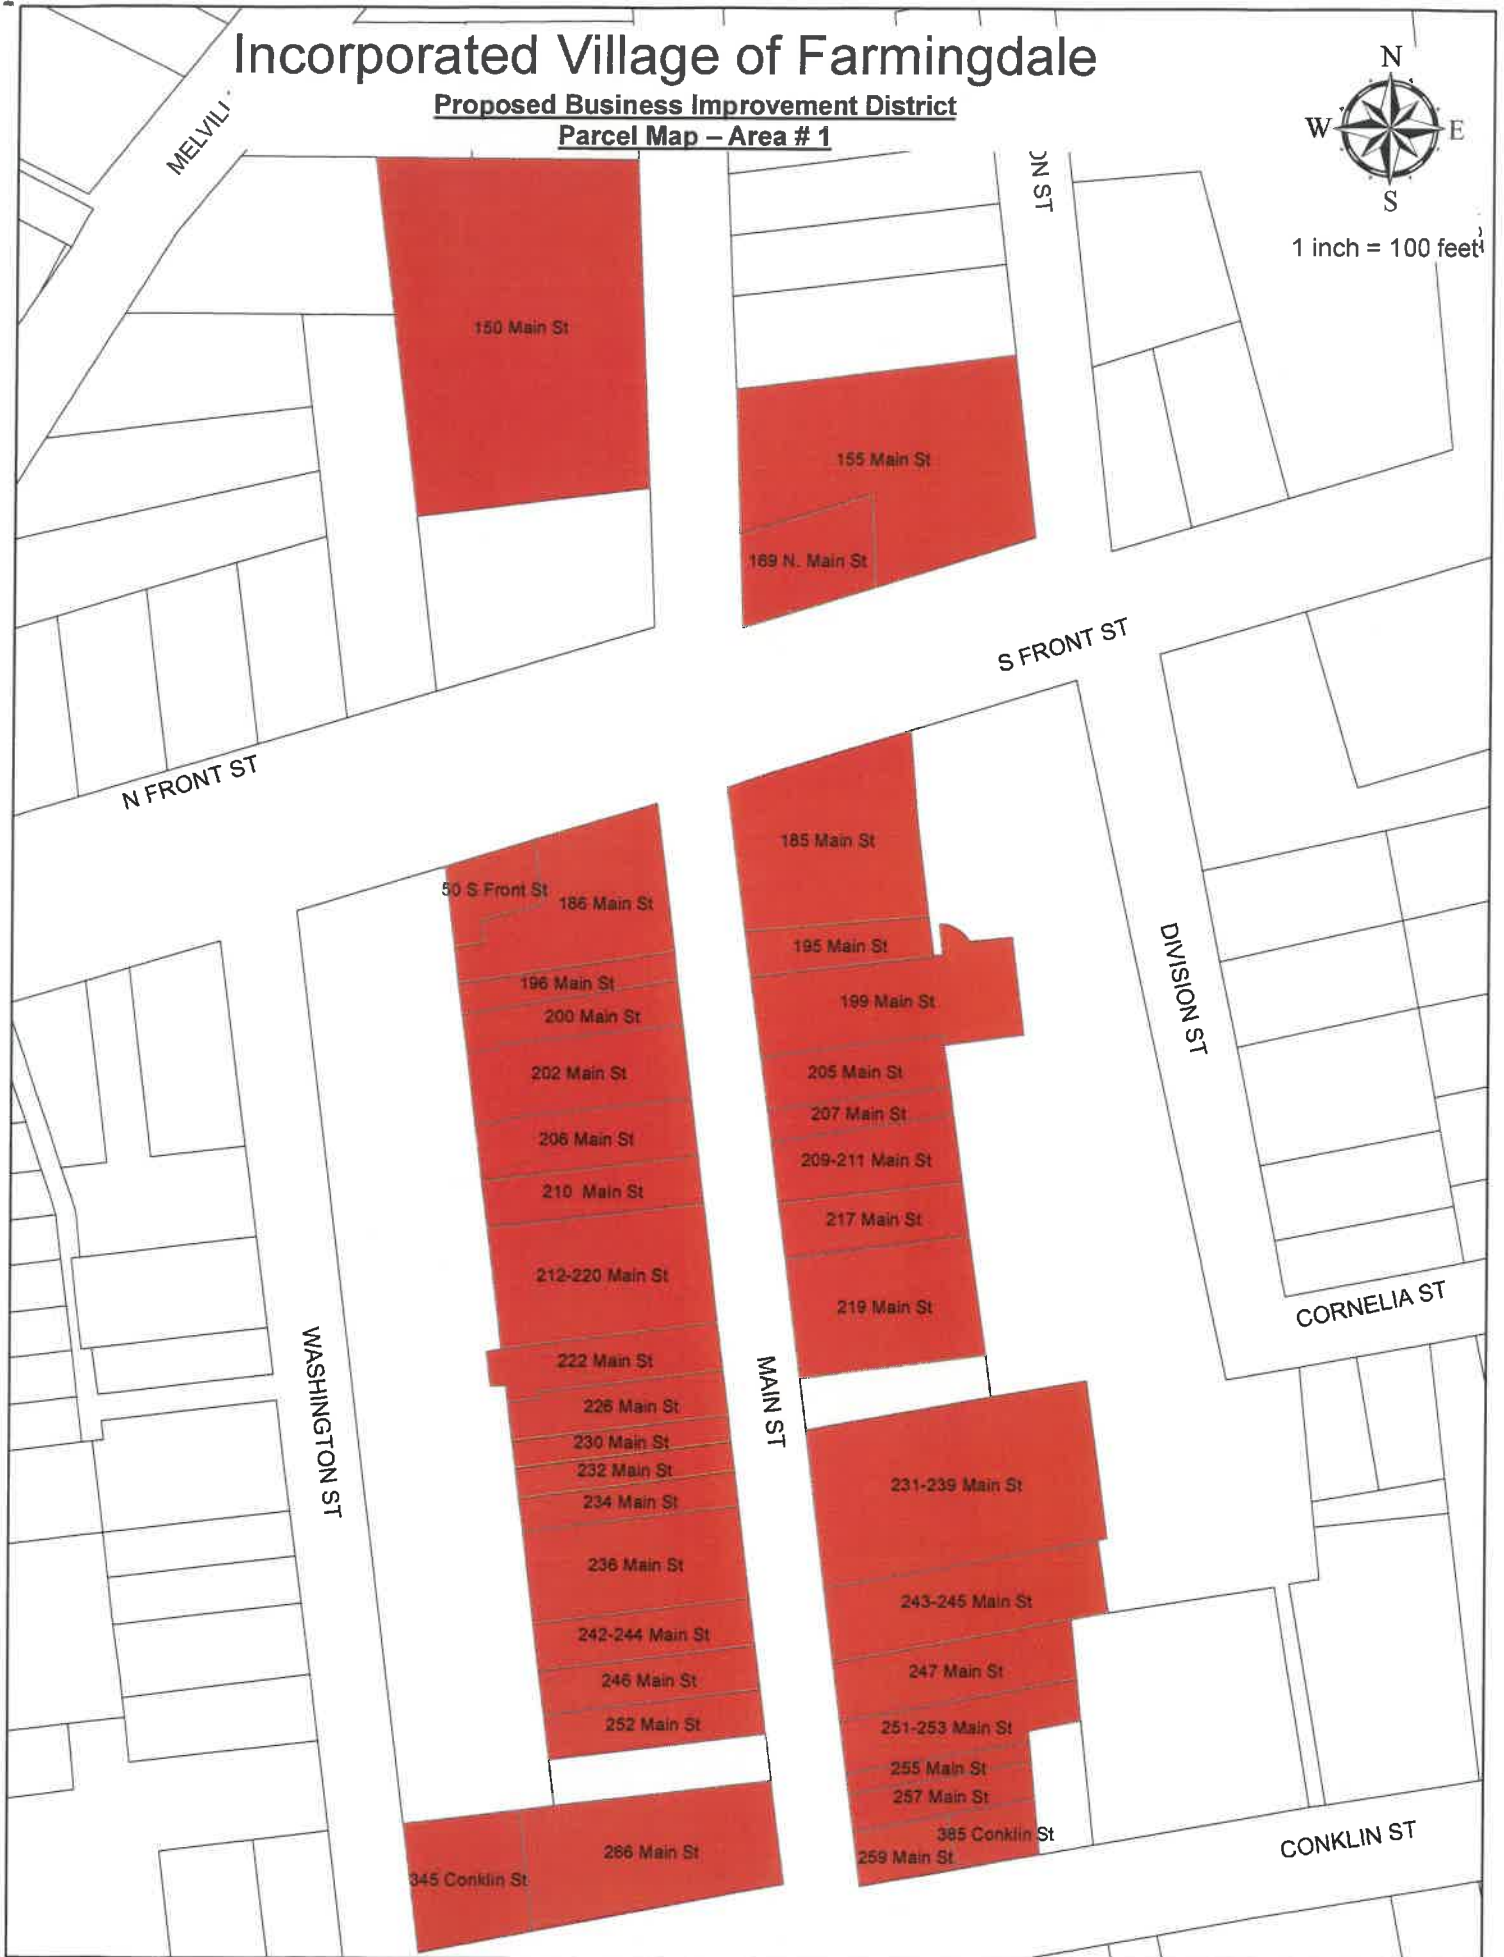 Incorporated Village of Farmingdale
Proposed Business Improvement District
Parcel Map – Area # 1
N
W
E
S
1 inch = 100 feet
MELVILL
ON ST
150 Main St
155 Main St
169 N. Main St
S FRONT ST
N FRONT ST
185 Main St
50 S Front St
186 Main St
195 Main St
196 Main St
199 Main St
200 Main St
DIVISION ST
202 Main St
205 Main St
207 Main St
206 Main St
209-211 Main St
210 Main St
217 Main St
212-220 Main St
219 Main St
CORNELIA ST
222 Main St
WASHINGTON ST
MAIN ST
226 Main St
230 Main St
232 Main St
234 Main St
231-239 Main St
236 Main St
243-245 Main St
242-244 Main St
247 Main St
246 Main St
252 Main St
251-253 Main St
255 Main St
257 Main St
385 Conklin St
259 Main St
CONKLIN ST
266 Main St
345 Conklin St